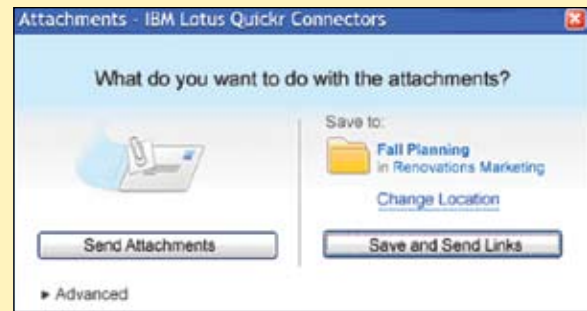 Attachments - IBM Lotus Quickr Connectors
What do you want to do with the attachments?
Save to:
Fall Planning
in Renovations Marketing
Change Location
Send Attachments
Save and Send Links
Advanced